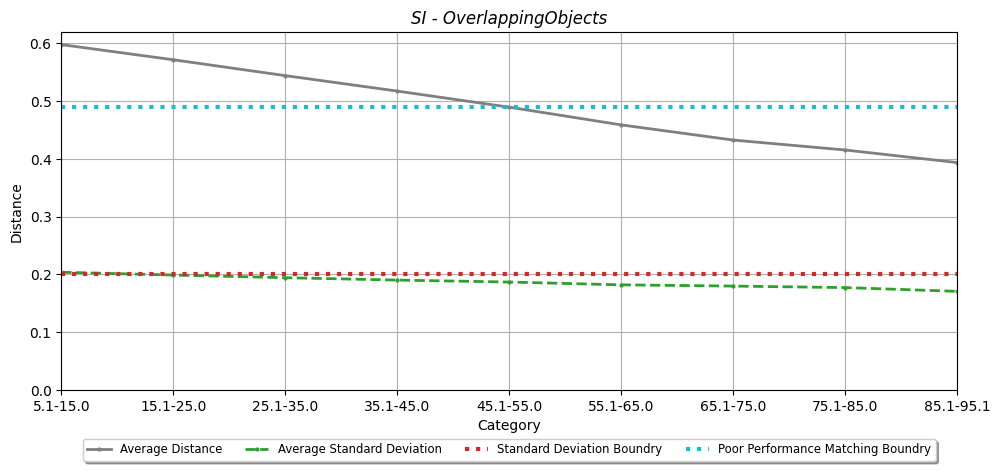 SI - OverlappingObjects
0.6
0.5
0.4
0.3
0.2
0.1
0.0
Distance
5.1-15.0 15.1-25.0 25.1-35.0 35.1-45.0 45.1-55.0 55.1-65.0 65.1-75.0 75.1-85.0 85.1-95.1
Category
Average Distance Average Standard Deviation Standard Deviation Boundry Poor Performance Matching Boundry